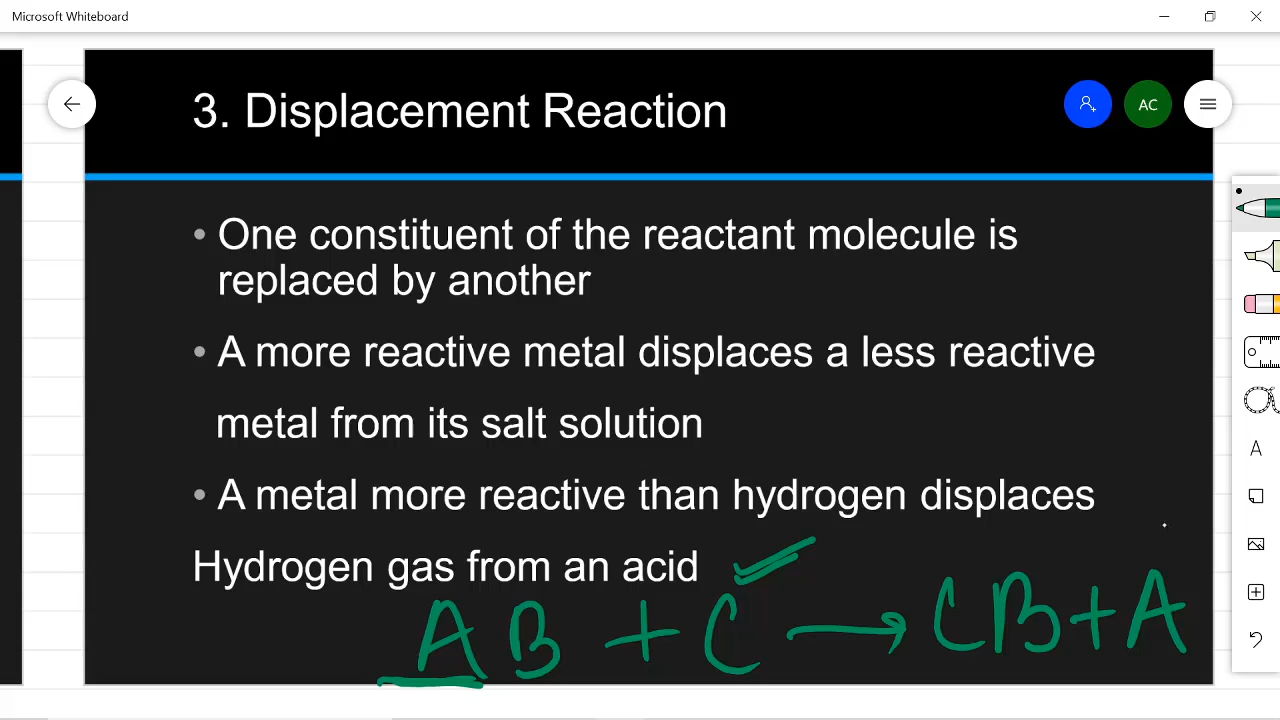 Microsoft Whiteboard
3. Displacement Reaction
AC
• One constituent of the reactant molecule is
replaced by another
• A more reactive metal displaces a less reactive
metal from its salt solution
• A metal more reactive than hydrogen displaces
Hydrogen gas from an acid
AB + C → CB + A
A